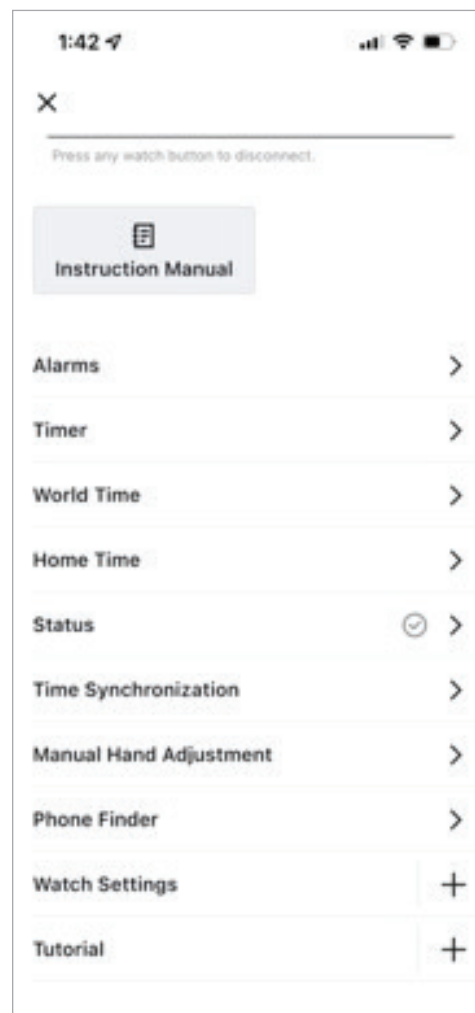 1:42
Press any watch button to disconnect.
Instruction Manual
Alarms
Timer
World Time
Home Time
Status
Time Synchronization
Manual Hand Adjustment
Phone Finder
Watch Settings
Tutorial